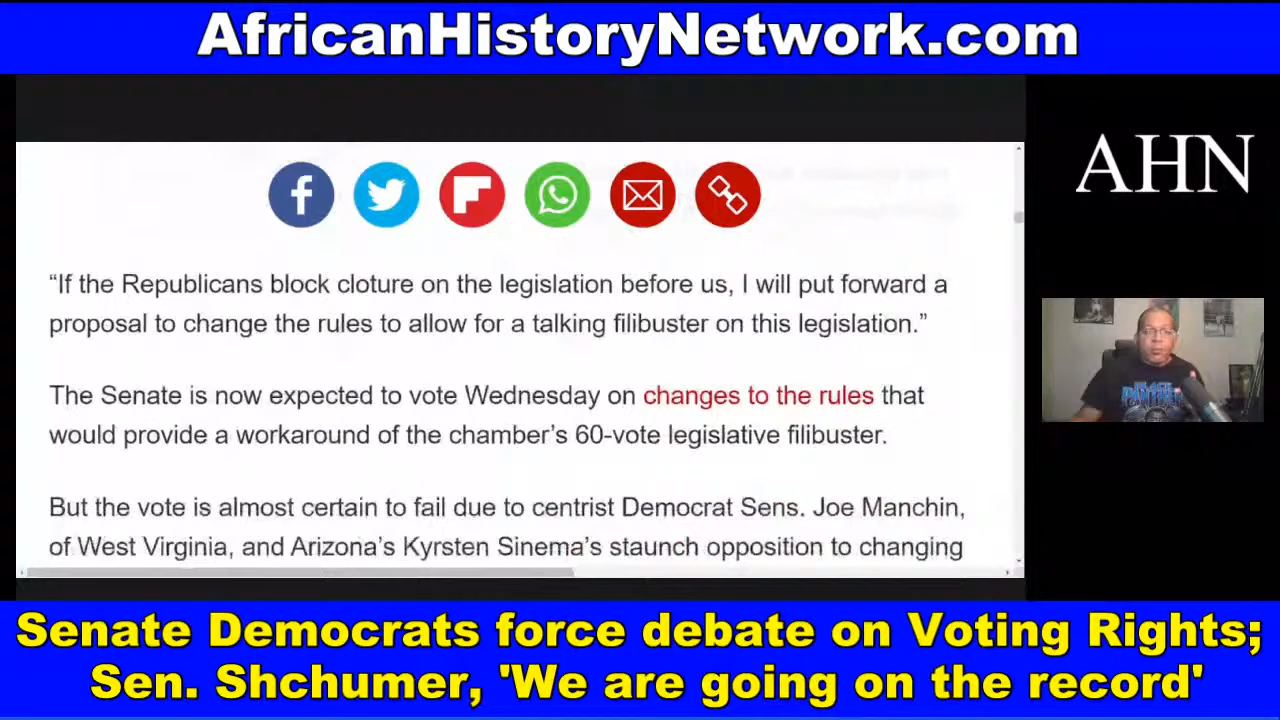 AfricanHistoryNetwork.com
AHN
“If the Republicans block cloture on the legislation before us, I will put forward a
proposal to change the rules to allow for a talking filibuster on this legislation.”
The Senate is now expected to vote Wednesday on changes to the rules that
would provide a workaround of the chamber’s 60-vote legislative filibuster.
But the vote is almost certain to fail due to centrist Democrat Sens. Joe Manchin,
of West Virginia, and Arizona’s Kyrsten Sinema’s staunch opposition to changing
BLACK
PANTHER
Senate Democrats force debate on Voting Rights;
Sen. Shchumer, 'We are going on the record'